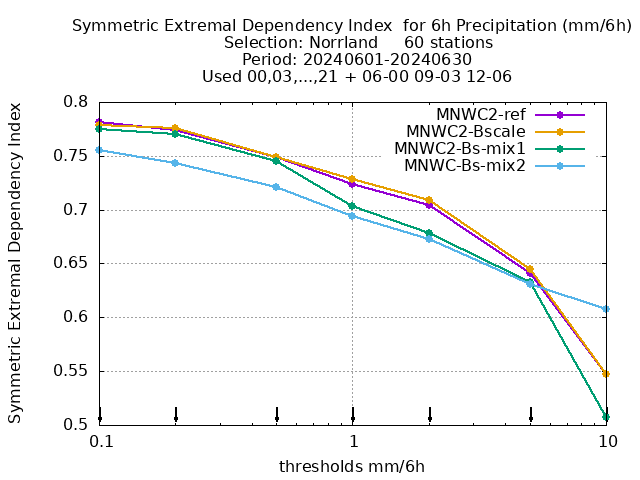 Symmetric Extremal Dependency Index  for 6h Precipitation (mm/6h)
Selection: Norrland     60 stations
Period: 20240601-20240630
Used 00,03,...,21 + 06-00 09-03 12-06
Symmetric Extremal Dependency Index
0.8
0.75
0.7
0.65
0.6
0.55
0.5
MNWC2-ref
MNWC2-Bscale
MNWC2-Bs-mix1
MNWC-Bs-mix2
0.1 1 10
thresholds mm/6h